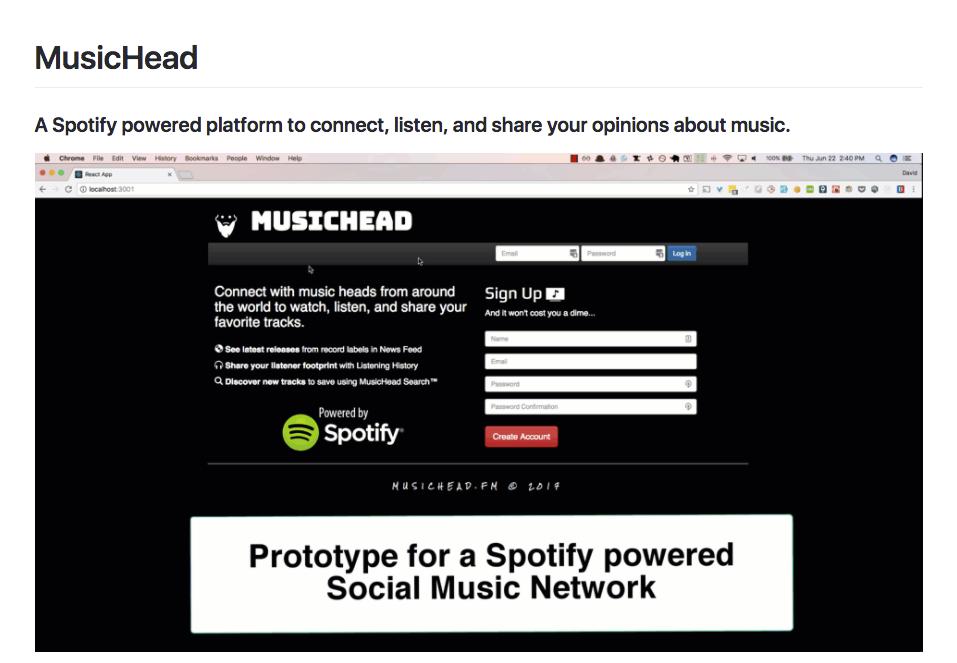 MusicHead
A Spotify powered platform to connect, listen, and share your opinions about music.
Chrome File Edit View History Bookmarks People Window Help
100%
Thu Jun 22 2:40 PM
React App
David
localhost:3001
MUSICHEAD
Email
Password
Log In
Connect with music heads from around
the world to watch, listen, and share your
favorite tracks.
See latest releases from record labels in News Feed
Share your listener footprint with Listening History
Discover new tracks to save using MusicHead Search™
Powered by
Spotify
Sign Up
And it won't cost you a dime...
Name
Email
Password
Password Confirmation
Create Account
MUSICHEAD.FM © 2017
Prototype for a Spotify powered
Social Music Network